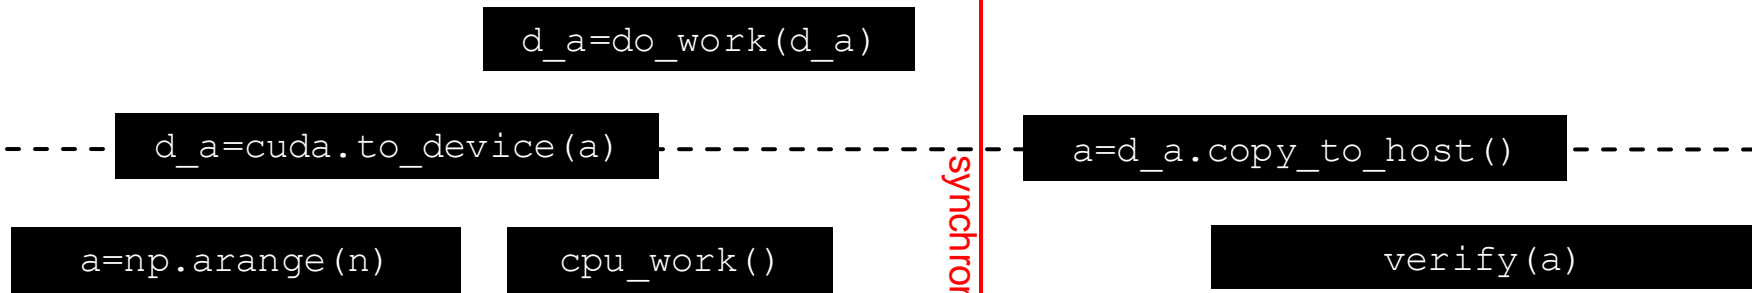 d_a=do_work(d_a)
d_a=cuda.to_device(a)
a=d_a.copy_to_host()
a=np.arange(n)
cpu_work()
verify(a)